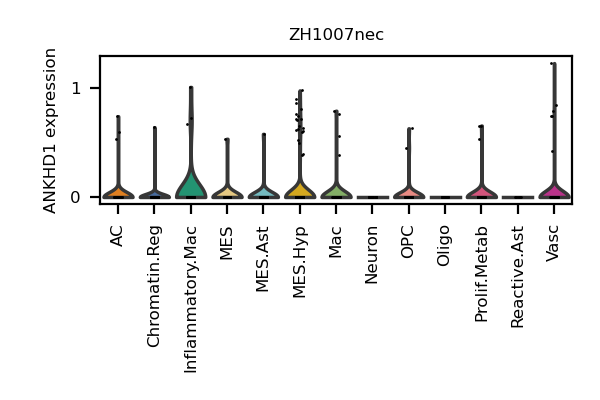 ZH1007nec
ANKHD1 expression
1
0
AC
Chromatin.Reg
Inflammatory.Mac
MES
MES.Ast
MES.Hyp
Mac
Neuron
OPC
Oligo
Prolif.Metab
Reactive.Ast
Vasc